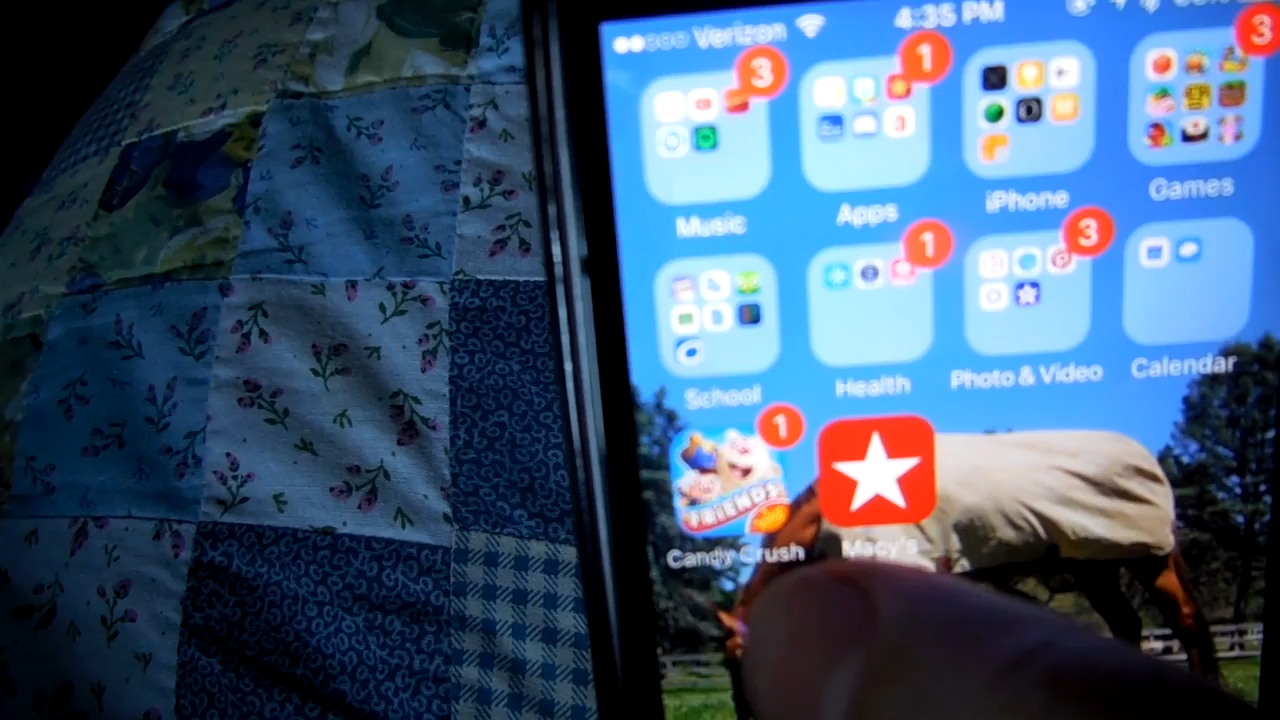 Verizon 4:35 PM
3 1 3
Music Apps iPhone Games
1 3
School Health Photo & Video Calendar
1
FRIENDS
Candy Crush Macy's